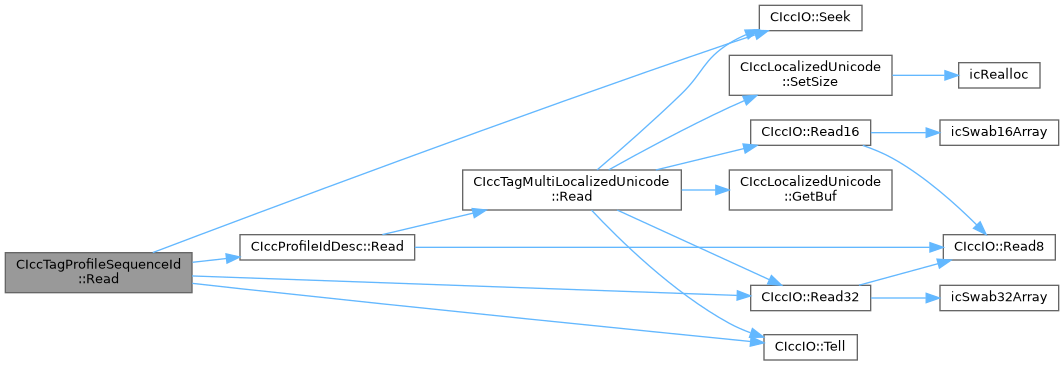 CIccTagProfileSequenceId
::Read
CIccIO::Seek
CIccProfileIdDesc::Read
CIccTagMultiLocalizedUnicode
::Read
CIccLocalizedUnicode
::SetSize
icRealloc
CIccIO::Read16
icSwab16Array
CIccLocalizedUnicode
::GetBuf
CIccIO::Read8
CIccIO::Read32
icSwab32Array
CIccIO::Tell